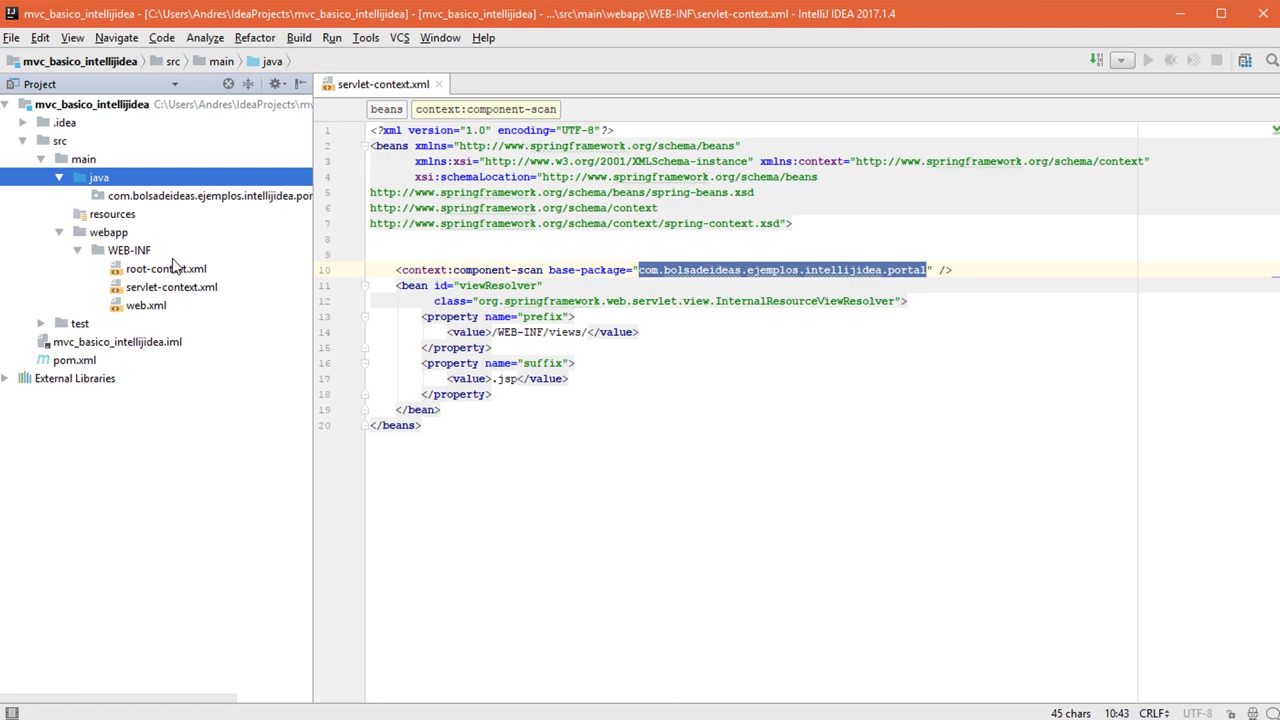 mvc_basico_intellijidea - [C:\Users\Andres\IdeaProjects\mvc_basico_intellijidea] - [mvc_basico_intellijidea] - ...\src\main\webapp\WEB-INF\servlet-context.xml - IntelliJ IDEA 2017.1.4
File Edit View Navigate Code Analyze Refactor Build Run Tools VCS Window Help
mvc_basico_intellijidea src main java
Project
servlet-context.xml
mvc_basico_intellijidea C:\Users\Andres\IdeaProjects\m
.idea
src
main
java
com.bolsadeideas.ejemplos.intellijidea.por
resources
webapp
WEB-INF
root-context.xml
servlet-context.xml
web.xml
test
mvc_basico_intellijidea.iml
pom.xml
External Libraries
beans context:component-scan
1 <?xml version="1.0" encoding="UTF-8"?>
2 <beans xmlns="http://www.springframework.org/schema/beans"
3 xmlns:xsi="http://www.w3.org/2001/XMLSchema-instance" xmlns:context="http://www.springframework.org/schema/context"
4 xsi:schemaLocation="http://www.springframework.org/schema/beans
5 http://www.springframework.org/schema/beans/spring-beans.xsd
6 http://www.springframework.org/schema/context
7 http://www.springframework.org/schema/context/spring-context.xsd">
8
9
10 <context:component-scan base-package="com.bolsadeideas.ejemplos.intellijidea.portal" />
11 <bean id="viewResolver"
12 class="org.springframework.web.servlet.view.InternalResourceViewResolver">
13 <property name="prefix">
14 <value>/WEB-INF/views/</value>
15 </property>
16 <property name="suffix">
17 <value>.jsp</value>
18 </property>
19 </bean>
20 </beans>
45 chars 10:43 CRLF UTF-8